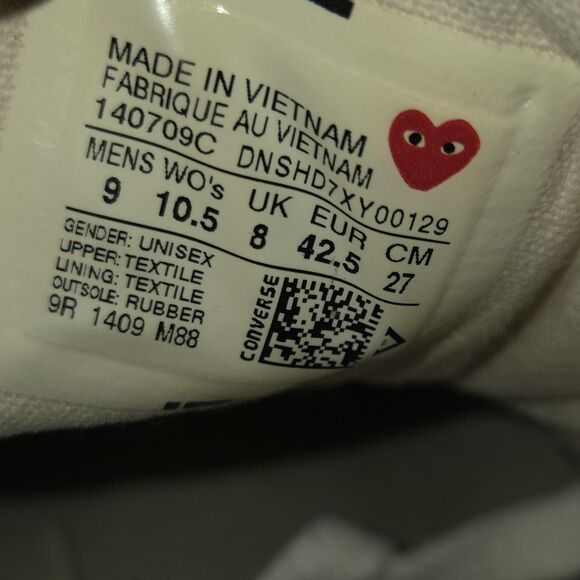 MADE IN VIETNAM
FABRIQUE AU VIETNAM
140709C DNSHD7XY00129
MENS WO's UK EUR CM
9 10.5 8 42.5 27
GENDER: UNISEX
UPPER: TEXTILE
LINING: TEXTILE
OUTSOLE: RUBBER
9R 1409 M88
CONVERSE